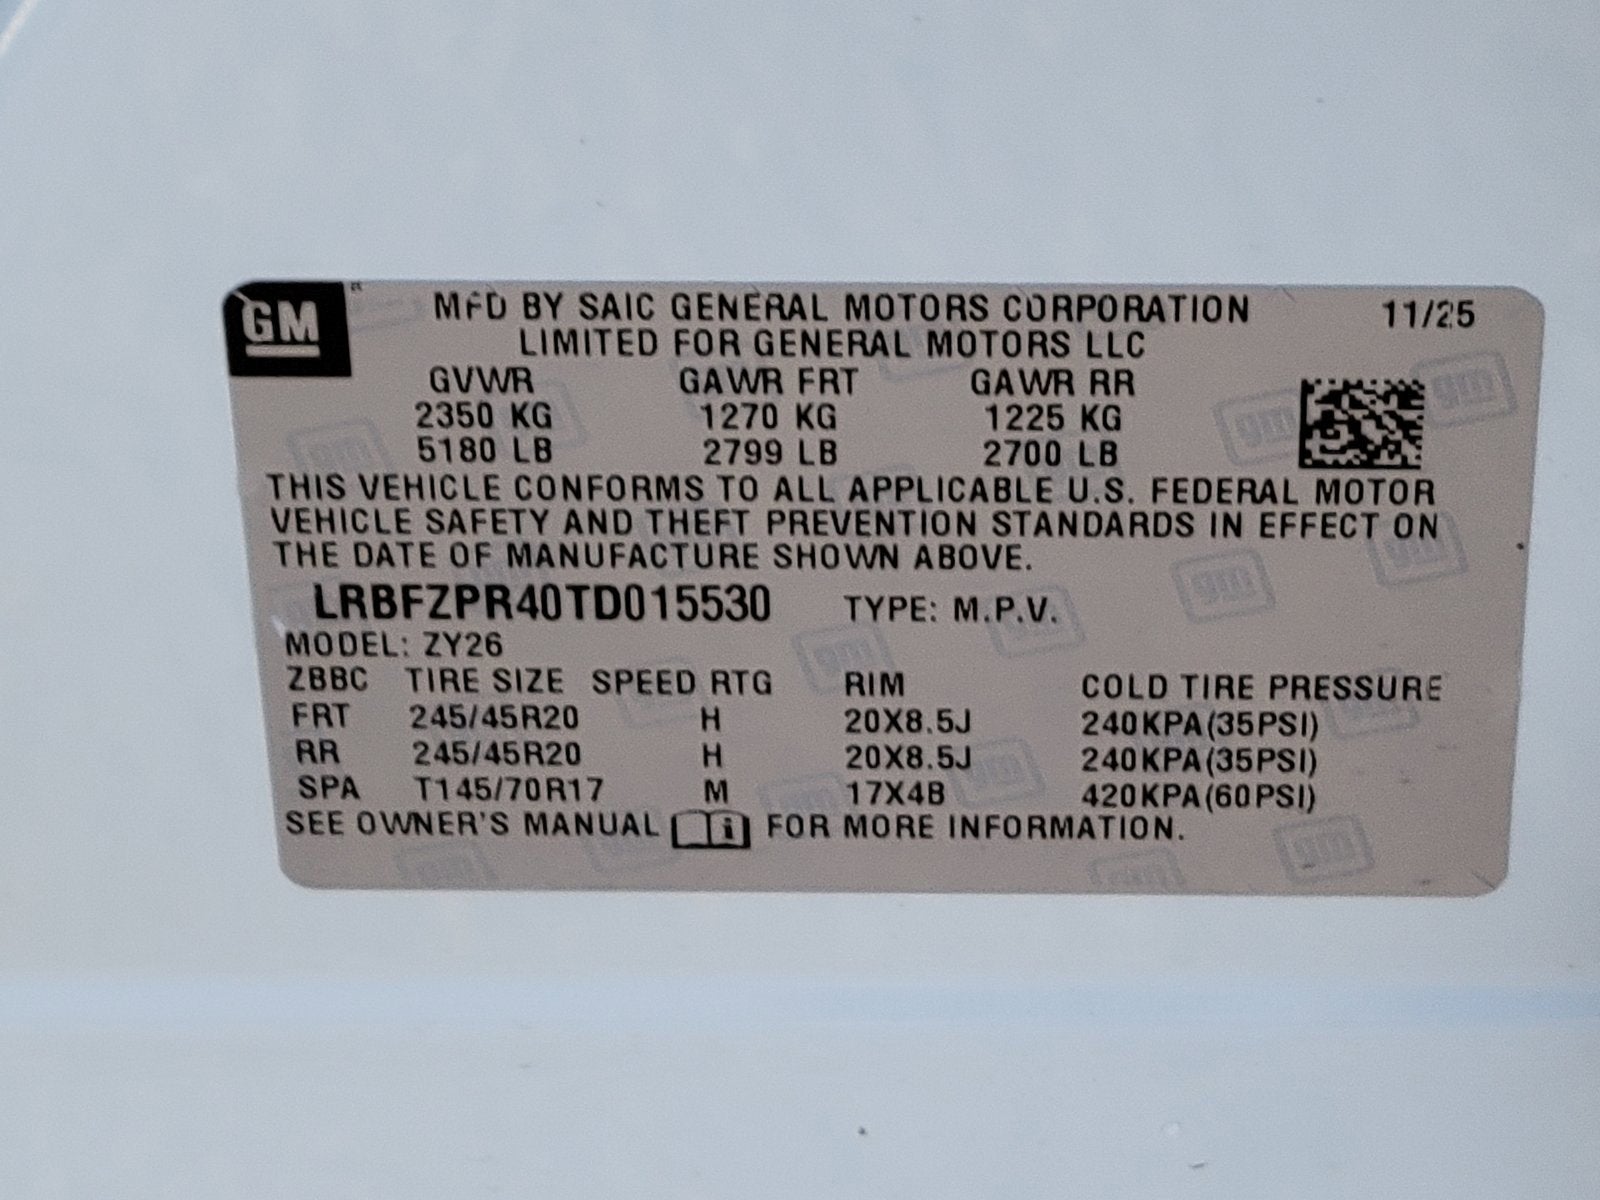 GM
MFD BY SAIC GENERAL MOTORS CORPORATION 11/25
LIMITED FOR GENERAL MOTORS LLC
GVWR GAWR FRT GAWR RR
2350 KG 1270 KG 1225 KG
5180 LB 2799 LB 2700 LB
THIS VEHICLE CONFORMS TO ALL APPLICABLE U.S. FEDERAL MOTOR
VEHICLE SAFETY AND THEFT PREVENTION STANDARDS IN EFFECT ON
THE DATE OF MANUFACTURE SHOWN ABOVE.
LRBFZPR40TD015530 TYPE: M.P.V.
MODEL: ZY26
ZBBC TIRE SIZE SPEED RTG RIM COLD TIRE PRESSURE
FRT 245/45R20 H 20X8.5J 240KPA(35PSI)
RR 245/45R20 H 20X8.5J 240KPA(35PSI)
SPA T145/70R17 M 17X4B 420KPA(60PSI)
SEE OWNER'S MANUAL FOR MORE INFORMATION.